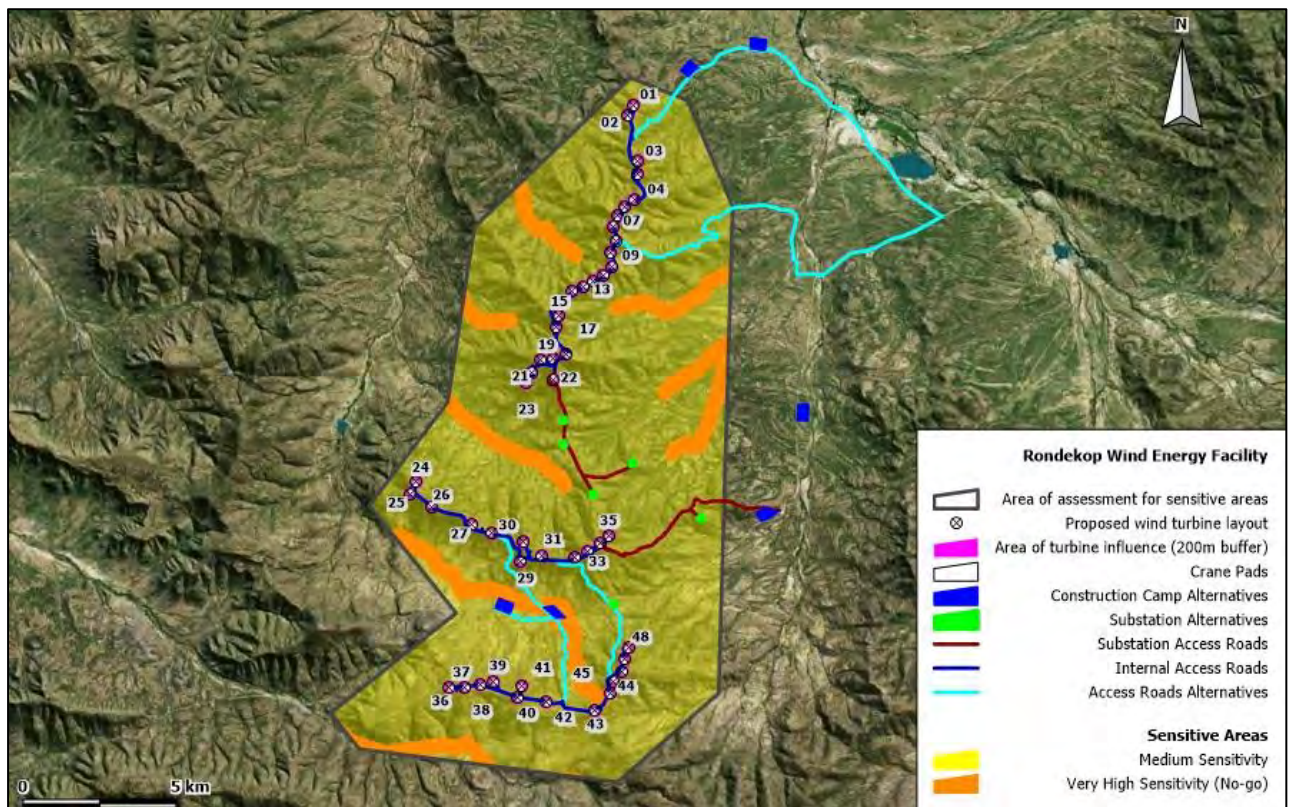 N
01
02
03
04
07
09
13
15
17
19
21
22
23
24
25
26
27
30
31
35
29
33
48
39
41
45
37
36
38
40
42
43
44
Rondekop Wind Energy Facility
Area of assessment for sensitive areas
Proposed wind turbine layout
Area of turbine influence (200m buffer)
Crane Pads
Construction Camp Alternatives
Substation Alternatives
Substation Access Roads
Internal Access Roads
Access Roads Alternatives
Sensitive Areas
Medium Sensitivity
Very High Sensitivity (No-go)
0 5 km